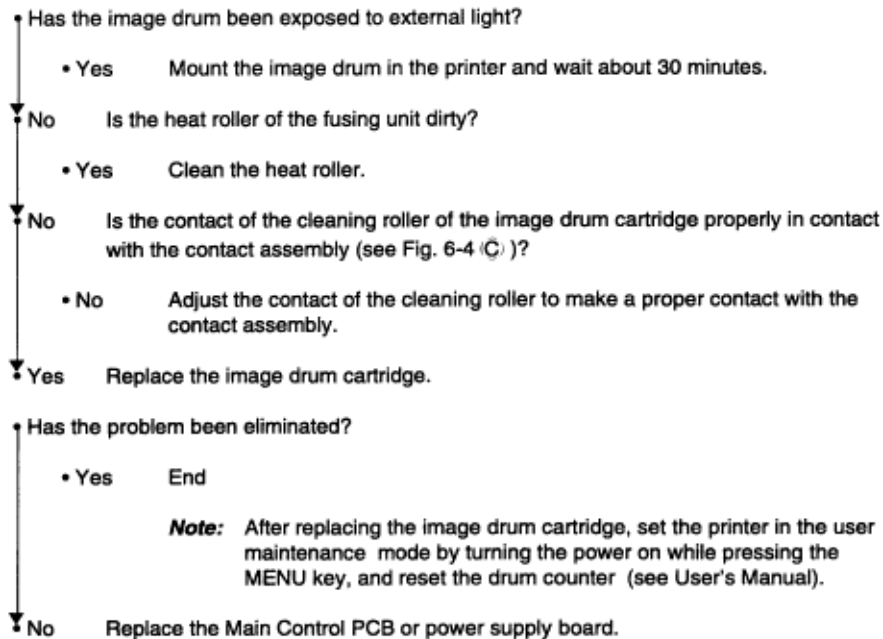 • Has the image drum been exposed to external light?
• Yes Mount the image drum in the printer and wait about 30 minutes.
• No Is the heat roller of the fusing unit dirty?
• Yes Clean the heat roller.
• No Is the contact of the cleaning roller of the image drum cartridge properly in contact
with the contact assembly (see Fig. 6-4 Ⓒ )?
• No Adjust the contact of the cleaning roller to make a proper contact with the
contact assembly.
• Yes Replace the image drum cartridge.
• Has the problem been eliminated?
• Yes End
Note: After replacing the image drum cartridge, set the printer in the user
maintenance mode by turning the power on while pressing the
MENU key, and reset the drum counter (see User's Manual).
• No Replace the Main Control PCB or power supply board.